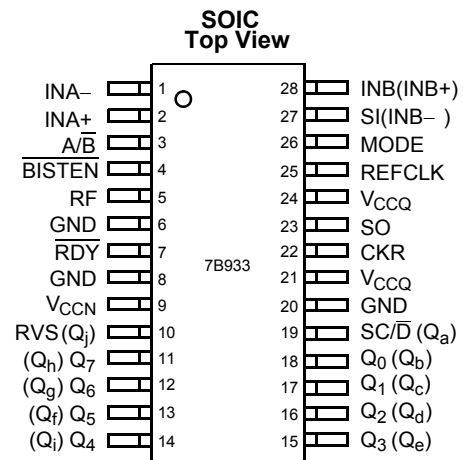 SOIC
Top View
INA− 1 28 INB(INB+)
INA+ 2 27 SI(INB− )
A/B̅ 3 26 MODE
B̅I̅S̅T̅E̅N̅ 4 25 REFCLK
RF 5 24 VCCQ
GND 6 23 SO
R̅D̅Y̅ 7 7B933 22 CKR
GND 8 21 VCCQ
VCCN 9 20 GND
RVS (Qj) 10 19 SC/D̅ (Qa)
(Qh) Q7 11 18 Q0 (Qb)
(Qg) Q6 12 17 Q1 (Qc)
(Qf) Q5 13 16 Q2 (Qd)
(Qi) Q4 14 15 Q3 (Qe)